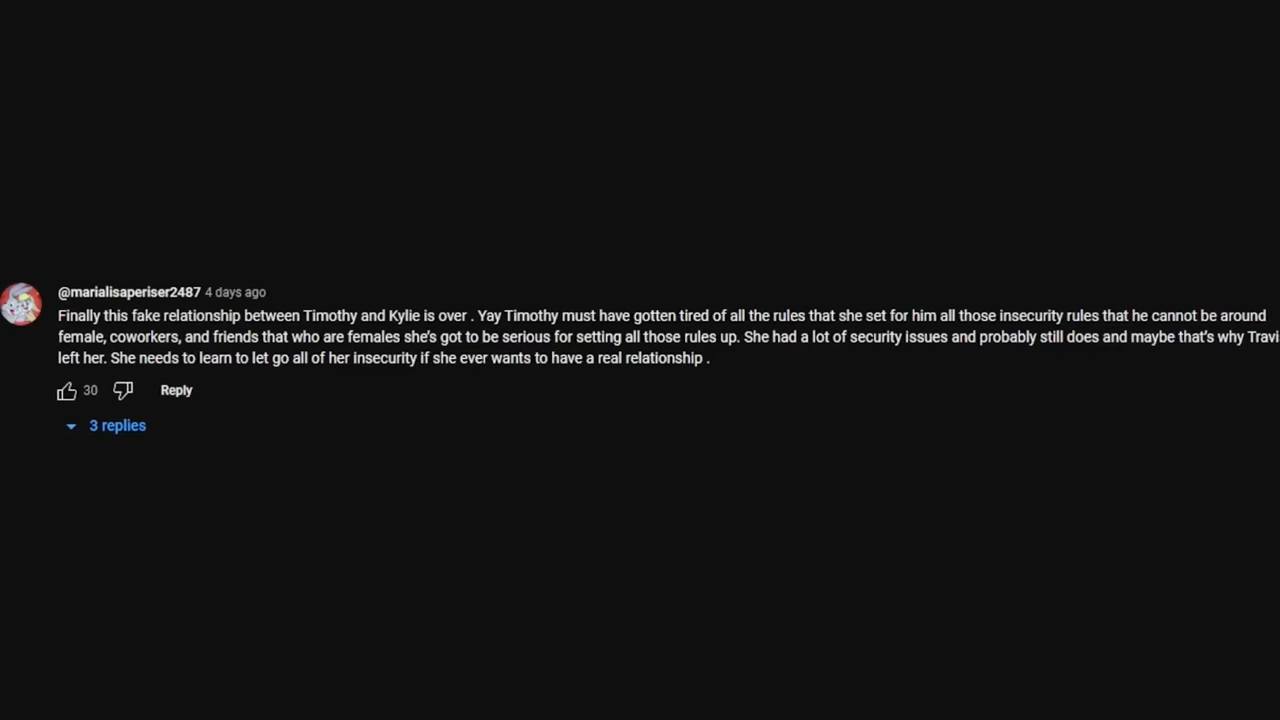 @marialisaperiser2487 4 days ago
Finally this fake relationship between Timothy and Kylie is over . Yay Timothy must have gotten tired of all the rules that she set for him all those insecurity rules that he cannot be around
female, coworkers, and friends that who are females she's got to be serious for setting all those rules up. She had a lot of security issues and probably still does and maybe that's why Travis
left her. She needs to learn to let go all of her insecurity if she ever wants to have a real relationship .
30 Reply
3 replies